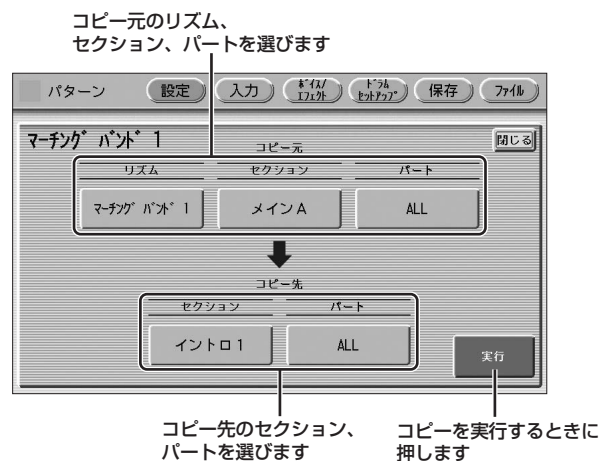 コピー元のリズム、
セクション、パートを選びます
パターン 設定 入力 ﾎﾞｲｽ/ｴﾌｪｸﾄ ﾄﾞﾗﾑｾｯﾄｱｯﾌﾟ 保存 ﾌｧｲﾙ
ﾏｰﾁﾝｸﾞ ﾊﾞﾝﾄﾞ 1 閉じる
コピー元
リズム セクション パート
ﾏｰﾁﾝｸﾞ ﾊﾞﾝﾄﾞ 1 メインA ALL
コピー先
セクション パート
イントロ1 ALL 実行
コピー先のセクション、
パートを選びます
コピーを実行するときに
押します